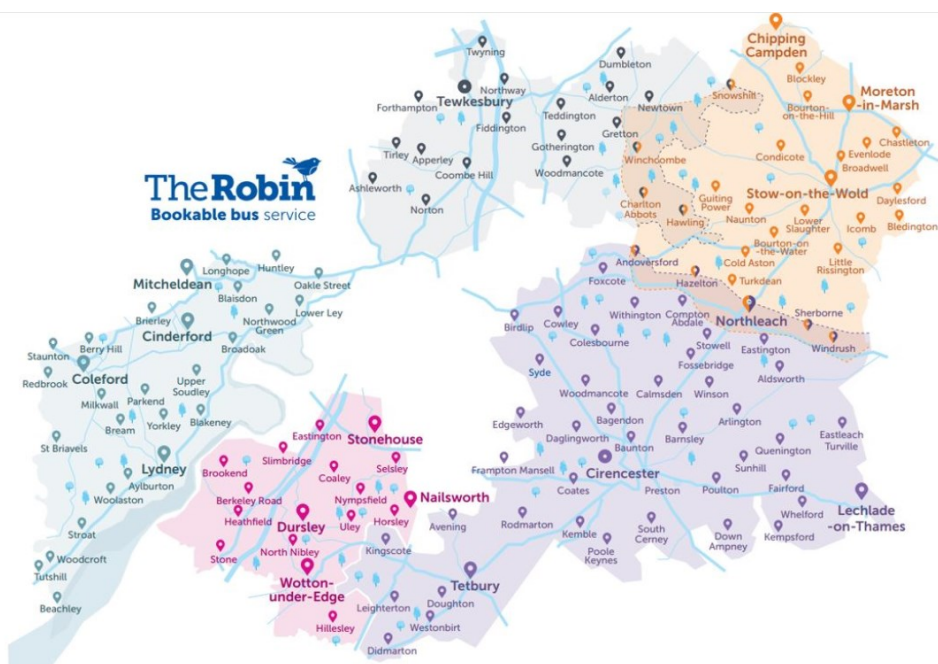 Chipping
Campden
Twyning
Dumbleton
Blockley
Northway
Alderton
Snowshill
Moreton
-in-Marsh
Forthampton
Tewkesbury
Teddington
Newtown
Bourton-
on-the-Hill
Fiddington
Gretton
Chastleton
Tirley
Apperley
Gotherington
Winchcombe
Condicote
Evenlode
Broadwell
Coombe Hill
Woodmancote
Ashleworth
Stow-on-the-Wold
Norton
Charlton
Abbots
Guiting
Power
Daylesford
The Robin
Bookable bus service
Hawling
Naunton
Lower
Slaughter
Icomb
Bledington
Bourton-on
-the-Water
Andoversford
Cold Aston
Little
Rissington
Longhope
Huntley
Mitcheldean
Oakle Street
Foxcote
Hazelton
Turkdean
Blaisdon
Lower Ley
Brierley
Northwood
Green
Withington
Compton
Abdale
Northleach
Sherborne
Cinderford
Birdlip
Cowley
Colesbourne
Stowell
Eastington
Windrush
Staunton
Berry Hill
Broadoak
Fossebridge
Redbrook
Coleford
Upper
Soudley
Syde
Aldsworth
Milkwall
Parkend
Woodmancote
Calmsden
Winson
Bream
Yorkley
Blakeney
Edgeworth
Bagendon
Arlington
St Briavels
Eastington
Stonehouse
Daglingworth
Baunton
Barnsley
Eastleach
Turville
Slimbridge
Quenington
Lydney
Brookend
Coaley
Selsley
Frampton Mansell
Cirencester
Sunhill
Aylburton
Woolaston
Berkeley Road
Nympsfield
Nailsworth
Coates
Preston
Poulton
Fairford
Heathfield
Dursley
Uley
Horsley
Avening
Rodmarton
Whelford
Lechlade
-on-Thames
Stroat
Kemble
South
Cerney
Down
Ampney
Kempsford
Stone
North Nibley
Kingscote
Poole
Keynes
Woodcroft
Tutshill
Wotton-
under-Edge
Tetbury
Beachley
Leighterton
Doughton
Hillesley
Westonbirt
Didmarton